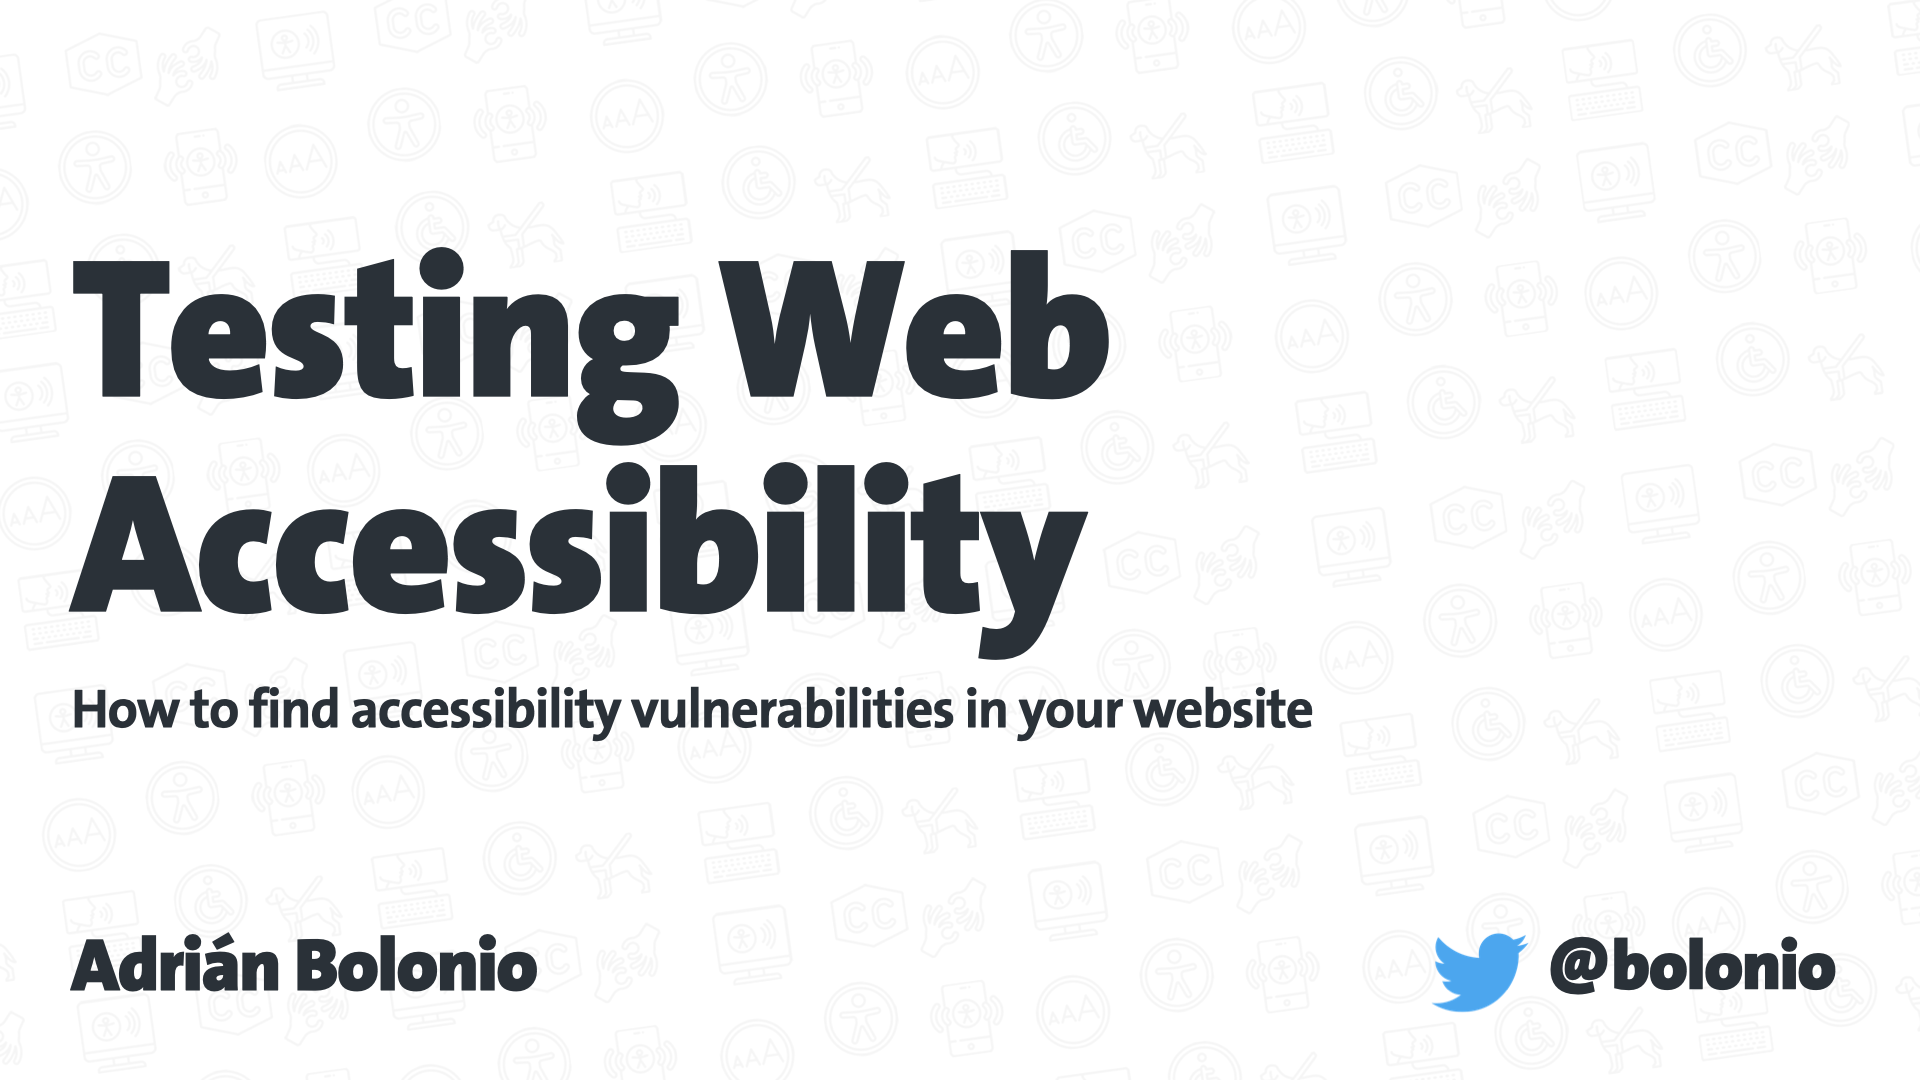 Testing Web
Accessibility
How to find accessibility vulnerabilities in your website
Adrián Bolonio
@bolonio